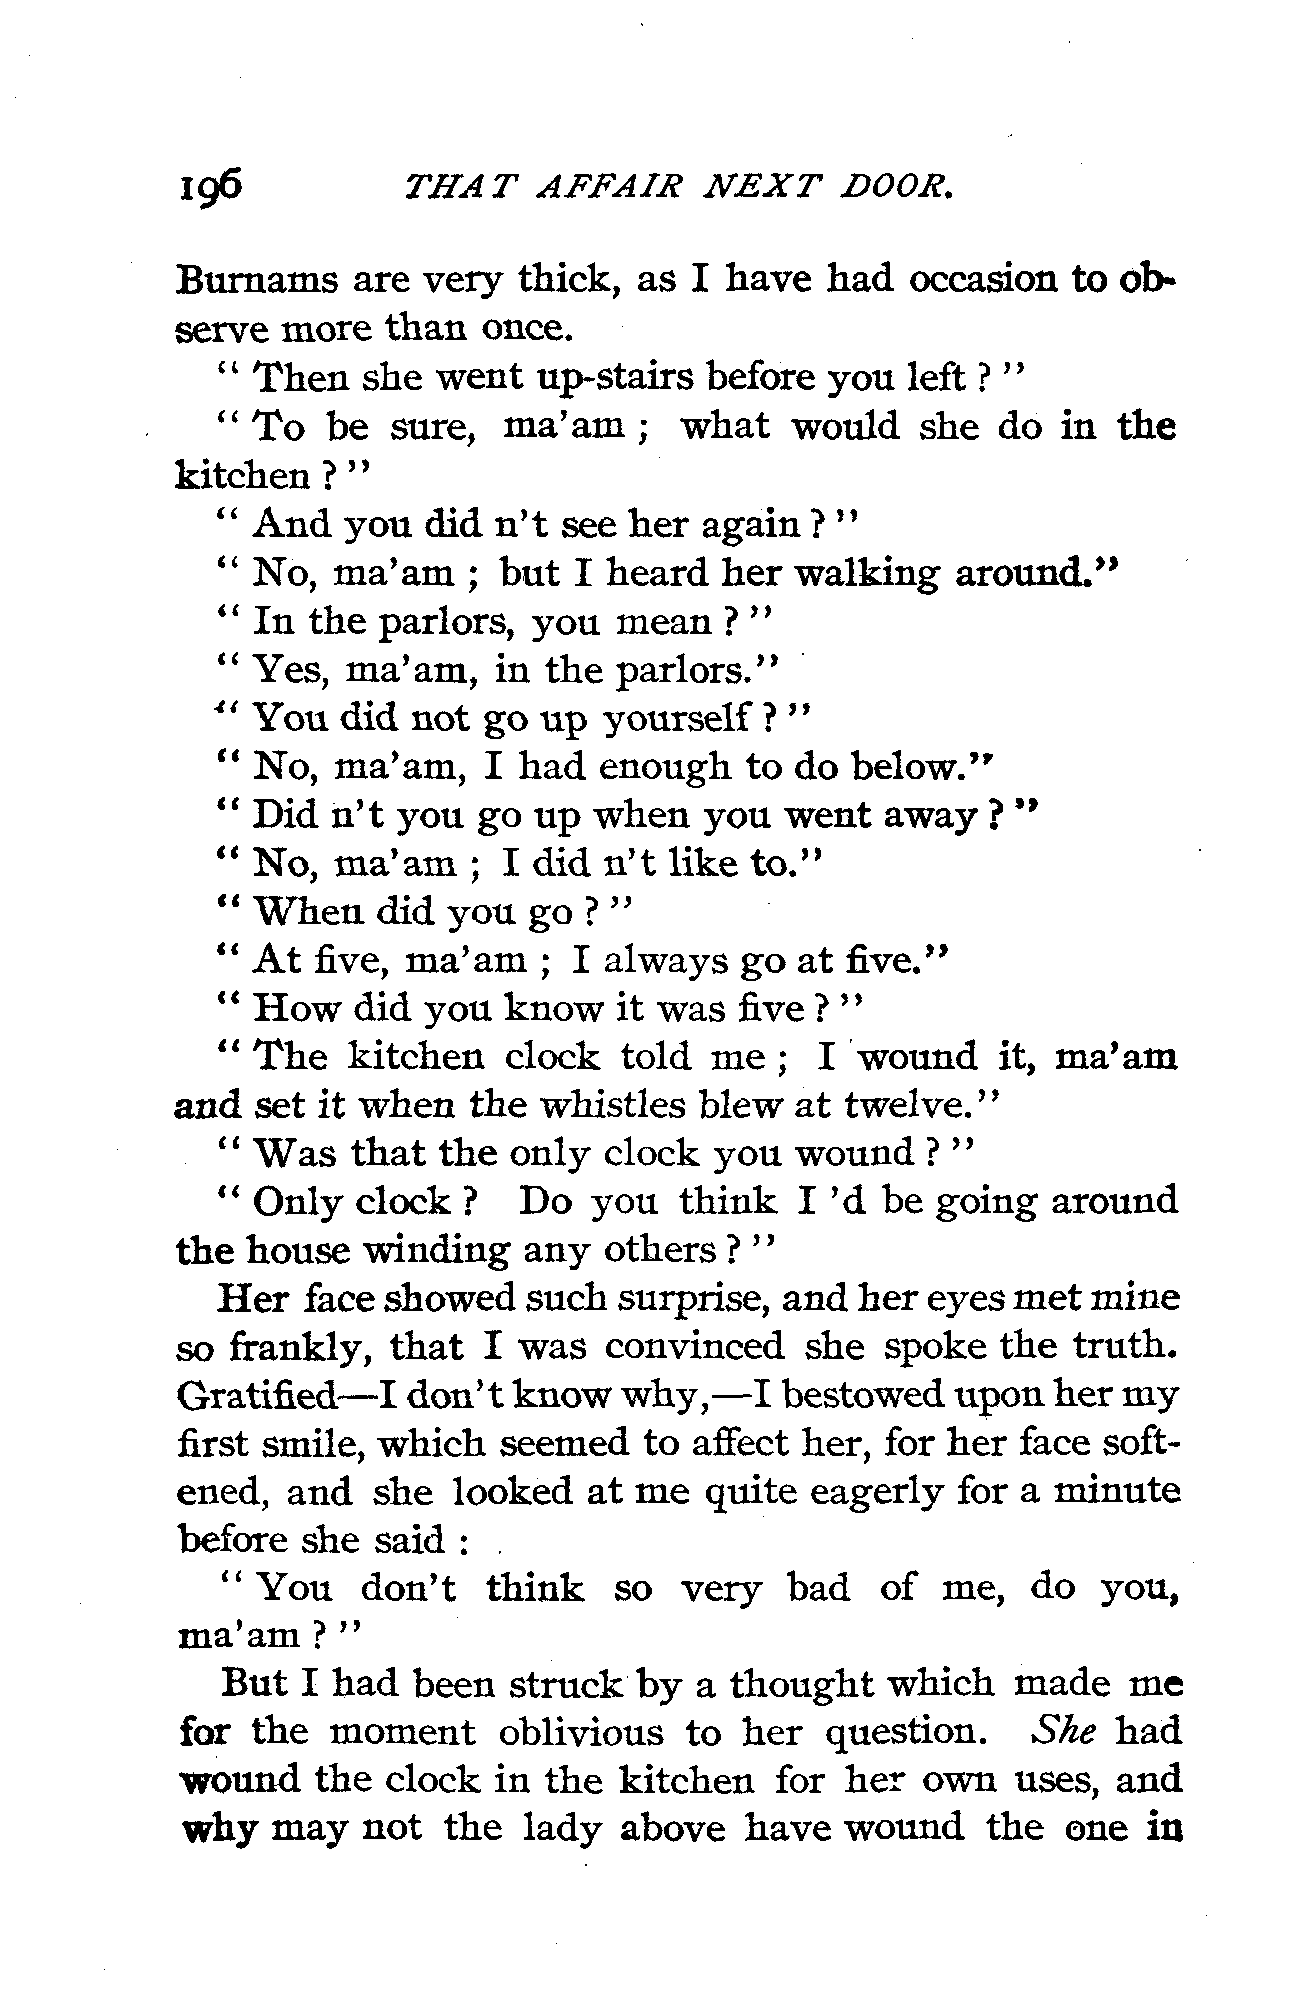 196 THAT AFFAIR NEXT DOOR.
Burnams are very thick, as I have had occasion to ob-
serve more than once.
“ Then she went up-stairs before you left ? ”
“ To be sure, ma’am ; what would she do in the
kitchen ? ”
“ And you did n’t see her again ? ”
“ No, ma’am ; but I heard her walking around.”
“ In the parlors, you mean ? ”
“ Yes, ma’am, in the parlors.”
“ You did not go up yourself ? ”
“ No, ma’am, I had enough to do below.”
“ Did n’t you go up when you went away ? ”
“ No, ma’am ; I did n’t like to.”
“ When did you go ? ”
“ At five, ma’am ; I always go at five.”
“ How did you know it was five ? ”
“ The kitchen clock told me ; I wound it, ma’am
and set it when the whistles blew at twelve.”
“ Was that the only clock you wound ? ”
“ Only clock ? Do you think I ’d be going around
the house winding any others ? ”
Her face showed such surprise, and her eyes met mine
so frankly, that I was convinced she spoke the truth.
Gratified—I don’t know why,—I bestowed upon her my
first smile, which seemed to affect her, for her face soft-
ened, and she looked at me quite eagerly for a minute
before she said :
“ You don’t think so very bad of me, do you,
ma’am ? ”
But I had been struck by a thought which made me
for the moment oblivious to her question. She had
wound the clock in the kitchen for her own uses, and
why may not the lady above have wound the one in